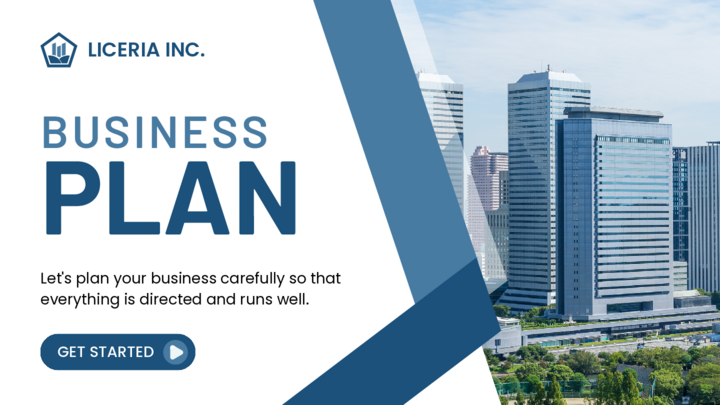 LICERIA INC.
BUSINESS
PLAN
Let's plan your business carefully so that
everything is directed and runs well.
GET STARTED